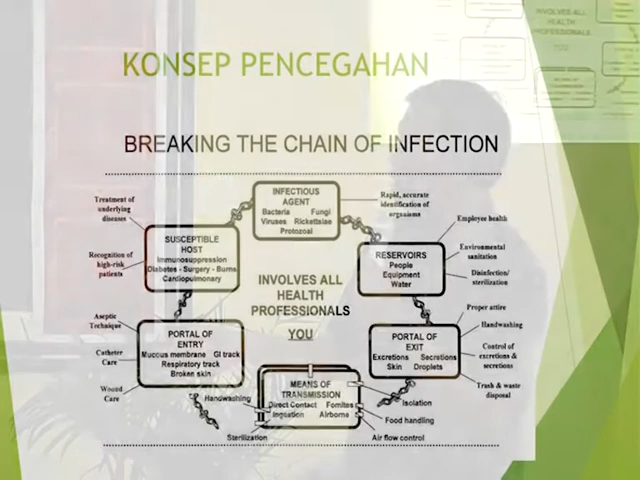 KONSEP PENCEGAHAN
BREAKING THE CHAIN OF INFECTION
INFECTIOUS
AGENT
Bacteria Fungi
Viruses Rickettsiae
Protozoal
Rapid, accurate
identification of
organisms
RESERVOIRS
People
Equipment
Water
Employee health
Environmental
sanitation
Disinfection/
sterilization
PORTAL OF
EXIT
Excretions Secretions
Skin Droplets
Proper attire
Handwashing
Control of
excretions &
secretions
Trash & waste
disposal
MEANS OF
TRANSMISSION
Direct Contact Fomites
Ingestion Airborne
Isolation
Food handling
Air flow control
Handwashing
Sterilization
PORTAL OF
ENTRY
Mucous membrane GI track
Respiratory track
Broken skin
Aseptic
Technique
Catheter
Care
Wound
Care
SUSCEPTIBLE
HOST
Immunosuppression
Diabetes - Surgery - Burns
Cardiopulmonary
Treatment of
underlying
diseases
Recognition of
high-risk
patients
INVOLVES ALL
HEALTH
PROFESSIONALS
YOU
INVOLVES ALL
HEALTH
PROFESSIONALS